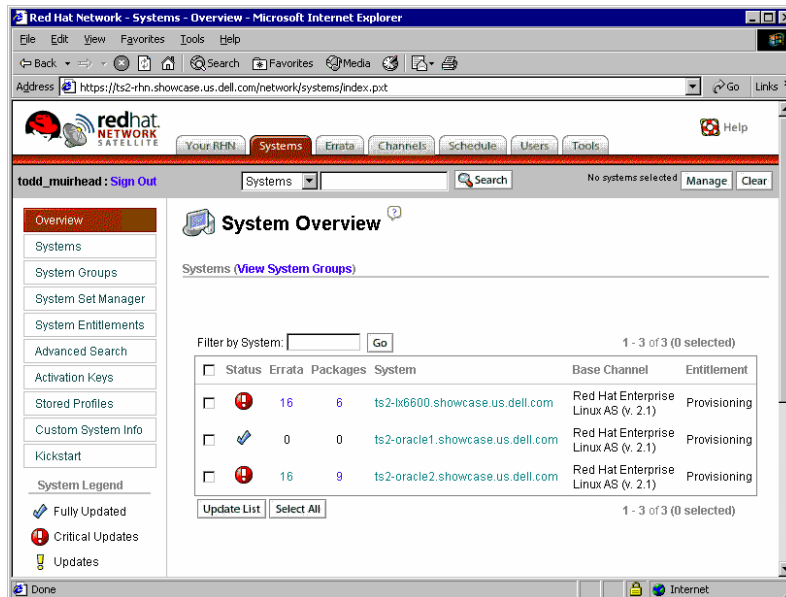 Red Hat Network - Systems - Overview - Microsoft Internet Explorer
File Edit View Favorites Tools Help
Back Search Favorites Media
Address https://ts2-rhn.showcase.us.dell.com/network/systems/index.pxt Go Links
redhat.
NETWORK
SATELLITE
Help
Your RHN Systems Errata Channels Schedule Users Tools
todd_muirhead : Sign Out Systems Search No systems selected Manage Clear
Overview
Systems
System Groups
System Set Manager
System Entitlements
Advanced Search
Activation Keys
Stored Profiles
Custom System Info
Kickstart
System Legend
Fully Updated
Critical Updates
Updates
System Overview ?
Systems (View System Groups)
Filter by System: Go 1 - 3 of 3 (0 selected)
Status Errata Packages System Base Channel Entitlement
16 6 ts2-lx6600.showcase.us.dell.com Red Hat Enterprise Linux AS (v. 2.1) Provisioning
0 0 ts2-oracle1.showcase.us.dell.com Red Hat Enterprise Linux AS (v. 2.1) Provisioning
16 9 ts2-oracle2.showcase.us.dell.com Red Hat Enterprise Linux AS (v. 2.1) Provisioning
Update List Select All 1 - 3 of 3 (0 selected)
Done Internet